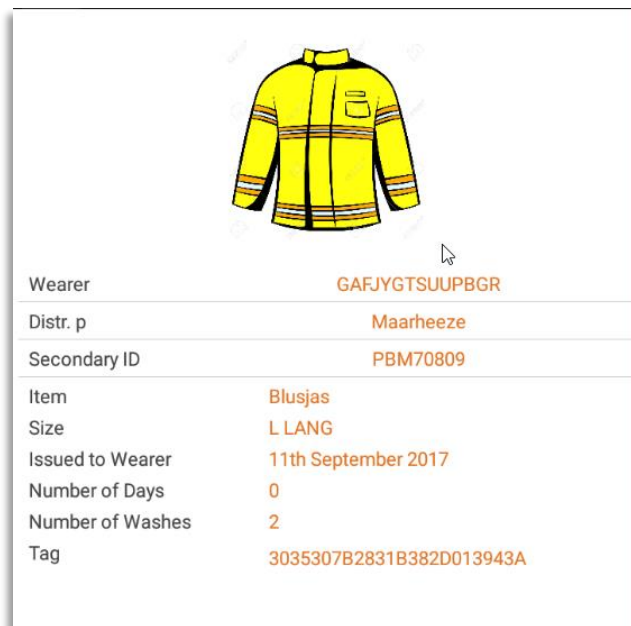 Wearer GAFJYGTSUUPBGR
Distr. p Maarheeze
Secondary ID PBM70809
Item Blusjas
Size L LANG
Issued to Wearer 11th September 2017
Number of Days 0
Number of Washes 2
Tag 3035307B2831B382D013943A